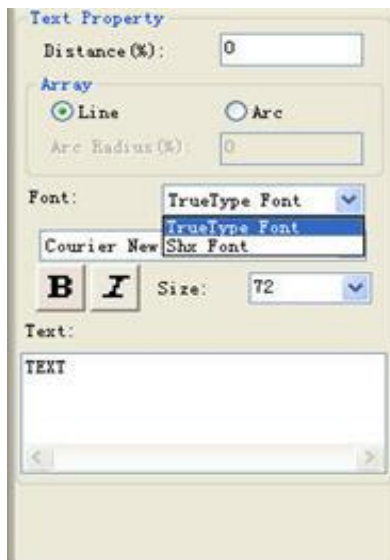 Text Property
Distance(%): 0
Array
Line Arc
Arc Radius(%): 0
Font: TrueType Font
TrueType Font
Courier New Shx Font
B I Size: 72
Text:
TEXT